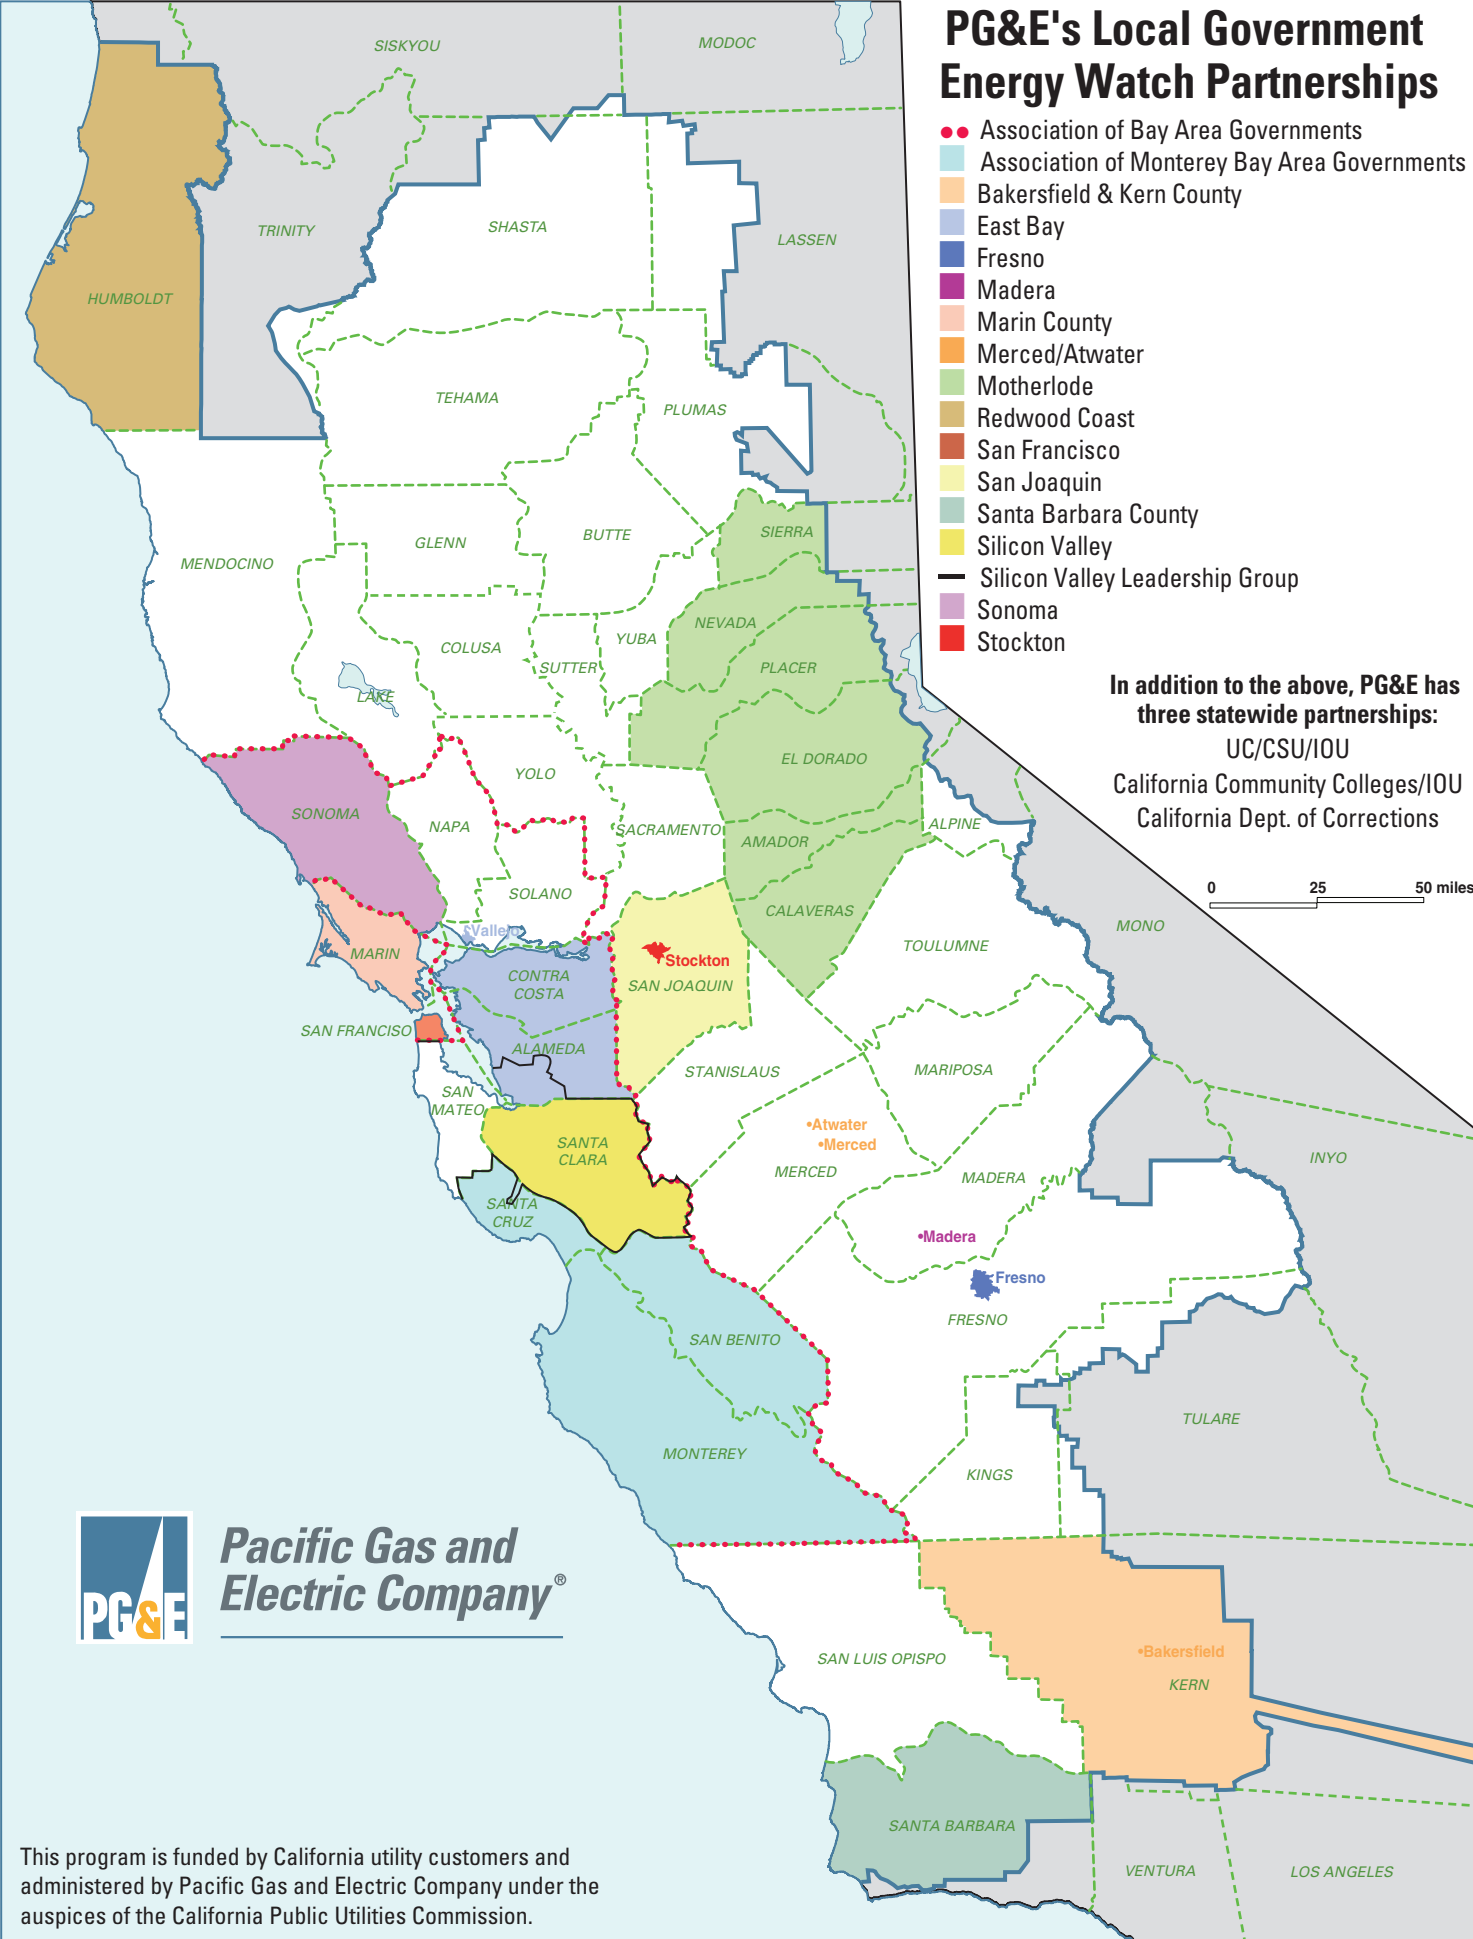 PG&E's Local Government
Energy Watch Partnerships
Association of Bay Area Governments
Association of Monterey Bay Area Governments
Bakersfield & Kern County
East Bay
Fresno
Madera
Marin County
Merced/Atwater
Motherlode
Redwood Coast
San Francisco
San Joaquin
Santa Barbara County
Silicon Valley
Silicon Valley Leadership Group
Sonoma
Stockton
In addition to the above, PG&E has
three statewide partnerships:
UC/CSU/IOU
California Community Colleges/IOU
California Dept. of Corrections
0 25 50 miles
SISKYOU
MODOC
TRINITY
SHASTA
LASSEN
HUMBOLDT
TEHAMA
PLUMAS
MENDOCINO
GLENN
BUTTE
SIERRA
COLUSA
SUTTER
YUBA
NEVADA
PLACER
LAKE
YOLO
EL DORADO
SONOMA
NAPA
SACRAMENTO
AMADOR
ALPINE
SOLANO
CALAVERAS
MONO
Vallejo
MARIN
CONTRA
COSTA
Stockton
SAN JOAQUIN
TOULUMNE
SAN FRANCISO
ALAMEDA
STANISLAUS
MARIPOSA
SAN
MATEO
•Atwater
•Merced
MERCED
SANTA
CLARA
MADERA
INYO
SANTA
CRUZ
•Madera
Fresno
FRESNO
SAN BENITO
TULARE
MONTEREY
KINGS
SAN LUIS OPISPO
•Bakersfield
KERN
SANTA BARBARA
VENTURA
LOS ANGELES
PG&E
Pacific Gas and
Electric Company®
This program is funded by California utility customers and
administered by Pacific Gas and Electric Company under the
auspices of the California Public Utilities Commission.